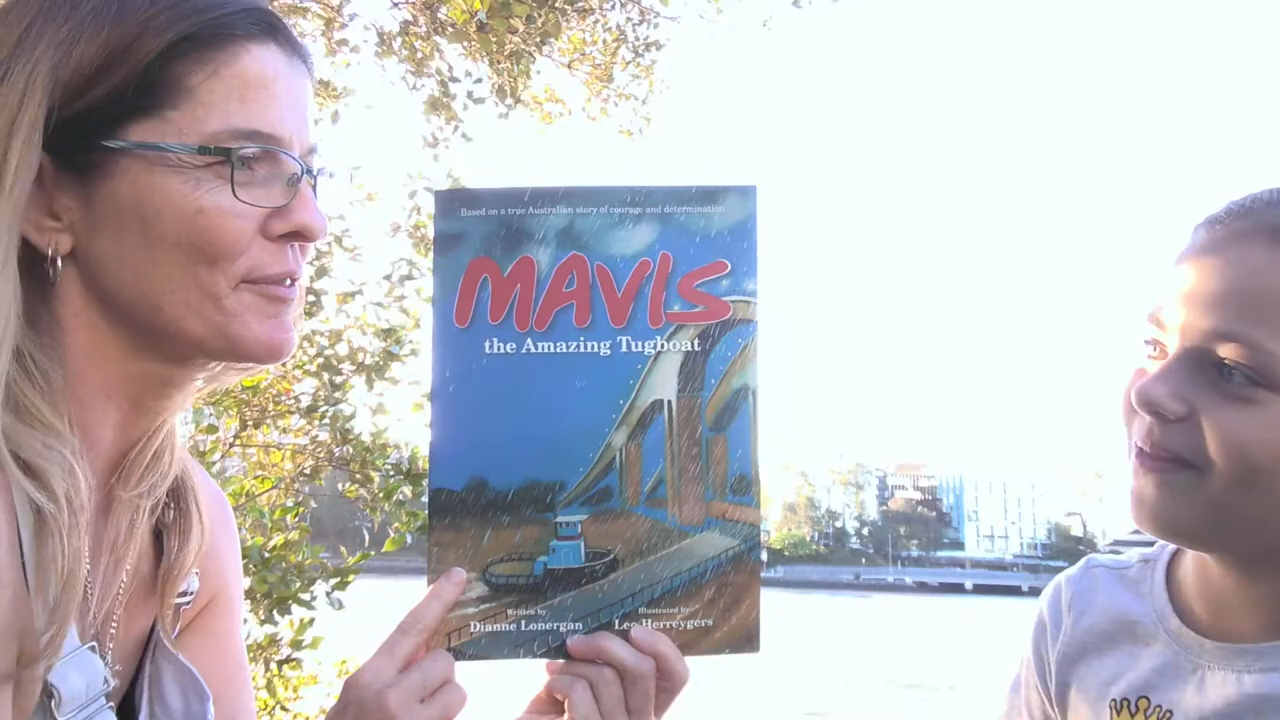 Based on a true Australian story of courage and determination
MAVIS
the Amazing Tugboat
Written by
Dianne Lonergan
Illustrated by
Leo Herreygers